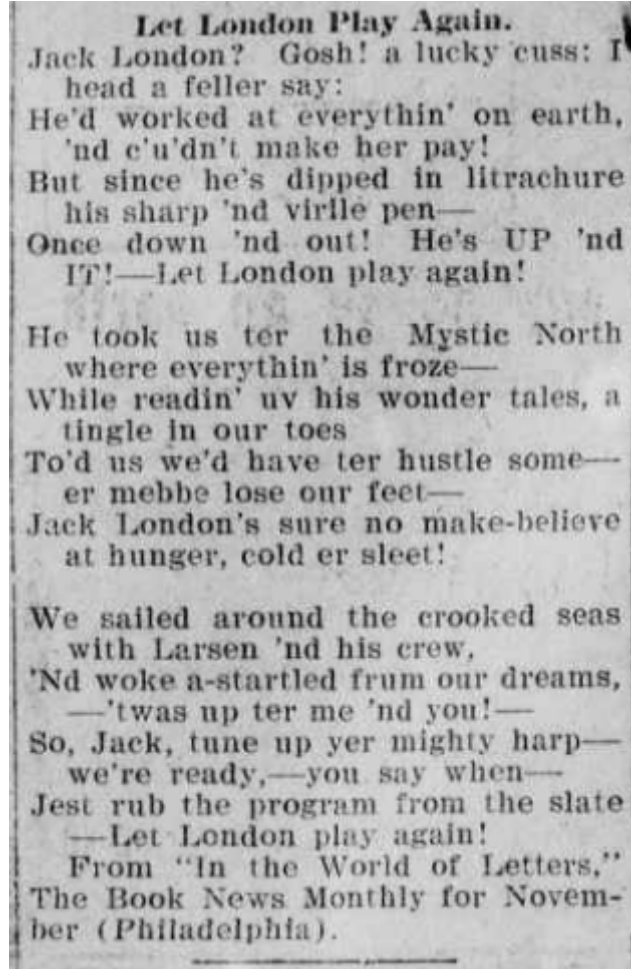 Let London Play Again.
Jack London? Gosh! a lucky cuss: I
head a feller say:
He'd worked at everythin' on earth,
'nd c'u'dn't make her pay!
But since he's dipped in litrachure
his sharp 'nd virile pen—
Once down 'nd out! He's UP 'nd
IT!—Let London play again!

He took us ter the Mystic North
where everythin' is froze—
While readin' uv his wonder tales, a
tingle in our toes
To'd us we'd have ter hustle some—
er mebbe lose our feet—
Jack London's sure no make-believe
at hunger, cold er sleet!

We sailed around the crooked seas
with Larsen 'nd his crew,
'Nd woke a-startled frum our dreams,
—'twas up ter me 'nd you!—
So, Jack, tune up yer mighty harp—
we're ready,—you say when—
Jest rub the program from the slate
—Let London play again!
From "In the World of Letters,"
The Book News Monthly for Novem-
ber (Philadelphia).